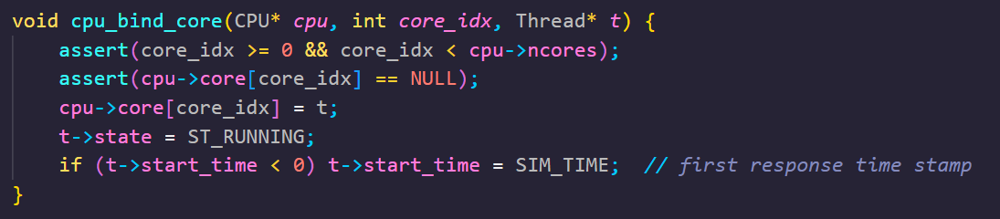 void cpu_bind_core(CPU* cpu, int core_idx, Thread* t) {
    assert(core_idx >= 0 && core_idx < cpu->ncores);
    assert(cpu->core[core_idx] == NULL);
    cpu->core[core_idx] = t;
    t->state = ST_RUNNING;
    if (t->start_time < 0) t->start_time = SIM_TIME;  // first response time stamp
}